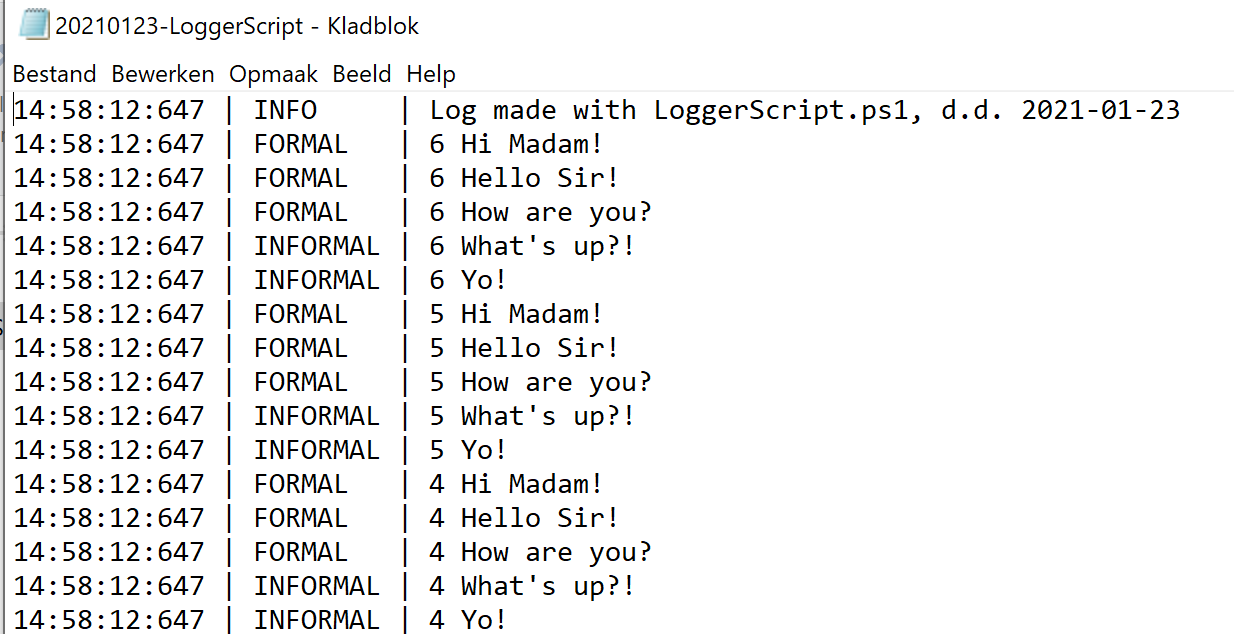 20210123-LoggerScript - Kladblok
Bestand Bewerken Opmaak Beeld Help
14:58:12:647 | INFO     | Log made with LoggerScript.ps1, d.d. 2021-01-23
14:58:12:647 | FORMAL   | 6 Hi Madam!
14:58:12:647 | FORMAL   | 6 Hello Sir!
14:58:12:647 | FORMAL   | 6 How are you?
14:58:12:647 | INFORMAL | 6 What's up?!
14:58:12:647 | INFORMAL | 6 Yo!
14:58:12:647 | FORMAL   | 5 Hi Madam!
14:58:12:647 | FORMAL   | 5 Hello Sir!
14:58:12:647 | FORMAL   | 5 How are you?
14:58:12:647 | INFORMAL | 5 What's up?!
14:58:12:647 | INFORMAL | 5 Yo!
14:58:12:647 | FORMAL   | 4 Hi Madam!
14:58:12:647 | FORMAL   | 4 Hello Sir!
14:58:12:647 | FORMAL   | 4 How are you?
14:58:12:647 | INFORMAL | 4 What's up?!
14:58:12:647 | INFORMAL | 4 Yo!